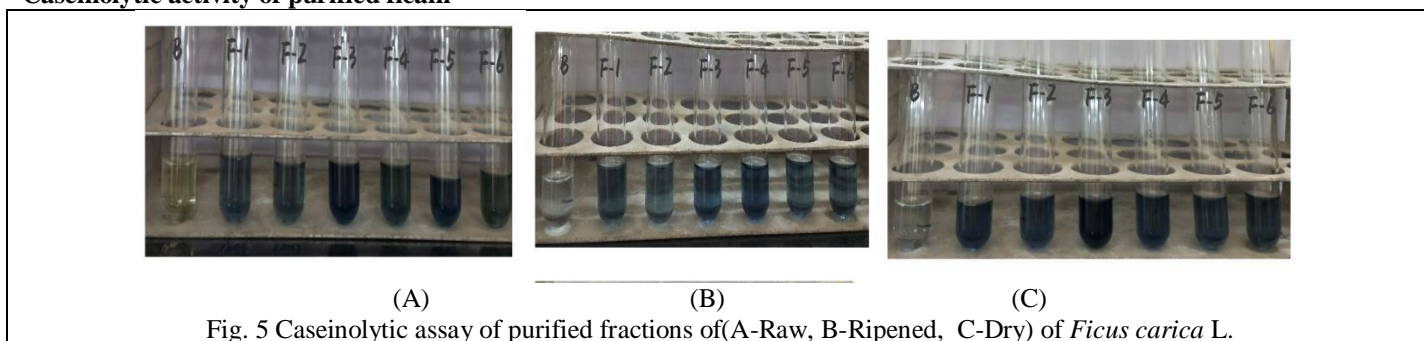 Caseinolytic activity of purified ficain
B F-1 F-2 F-3 F-4 F-5 F-6
B F-1 F-2 F-3 F-4 F-5 F-6
B F-1 F-2 F-3 F-4 F-5 F-6
(A) (B) (C)
Fig. 5 Caseinolytic assay of purified fractions of(A-Raw, B-Ripened, C-Dry) of Ficus carica L.